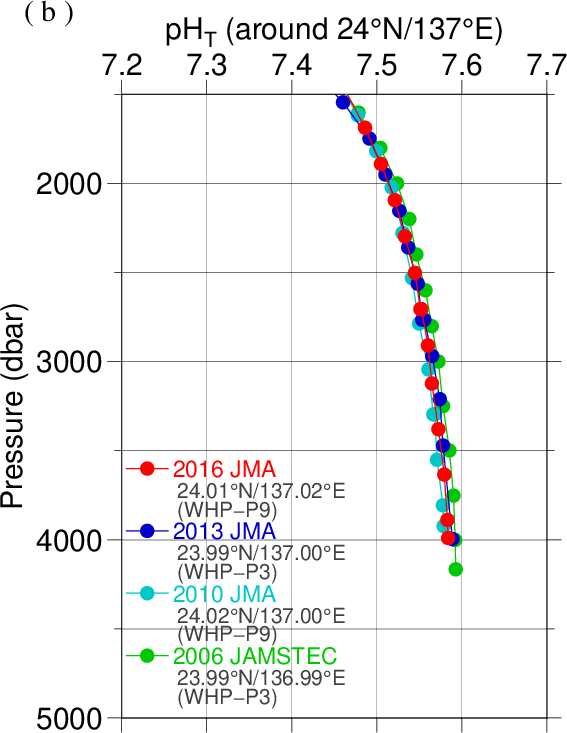 ( b )
pHT (around 24°N/137°E)
7.2 7.3 7.4 7.5 7.6 7.7
2000
3000
4000
5000
Pressure (dbar)
2016 JMA
24.01°N/137.02°E
(WHP−P9)
2013 JMA
23.99°N/137.00°E
(WHP−P3)
2010 JMA
24.02°N/137.00°E
(WHP−P9)
2006 JAMSTEC
23.99°N/136.99°E
(WHP−P3)